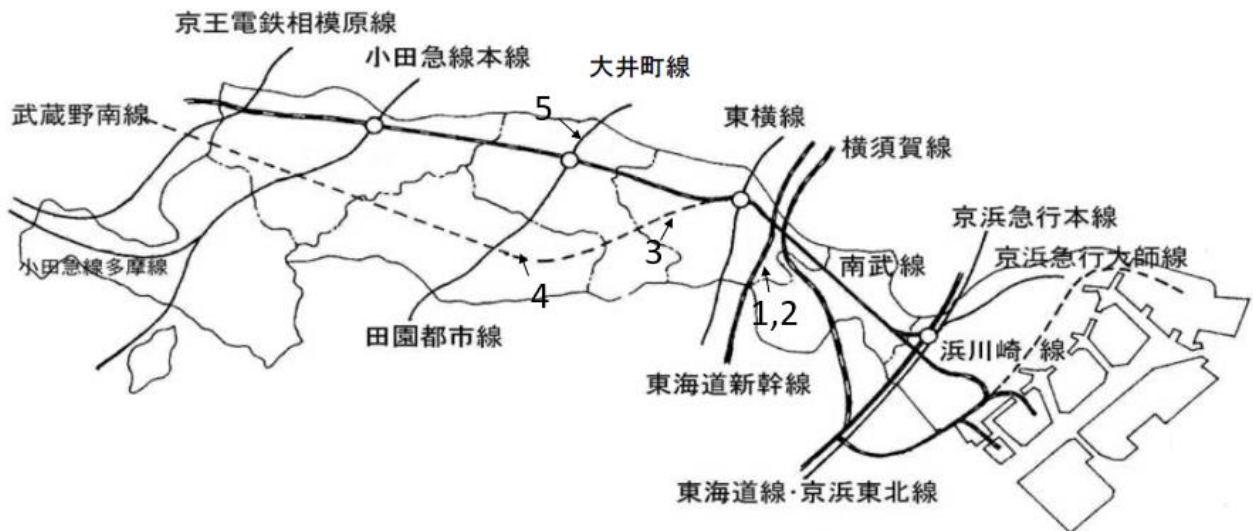 京王電鉄相模原線
小田急線本線
大井町線
武蔵野南線
5
東横線
横須賀線
京浜急行本線
京浜急行大師線
3
南武線
小田急線多摩線
4
1,2
田園都市線
浜川崎 線
東海道新幹線
東海道線・京浜東北線